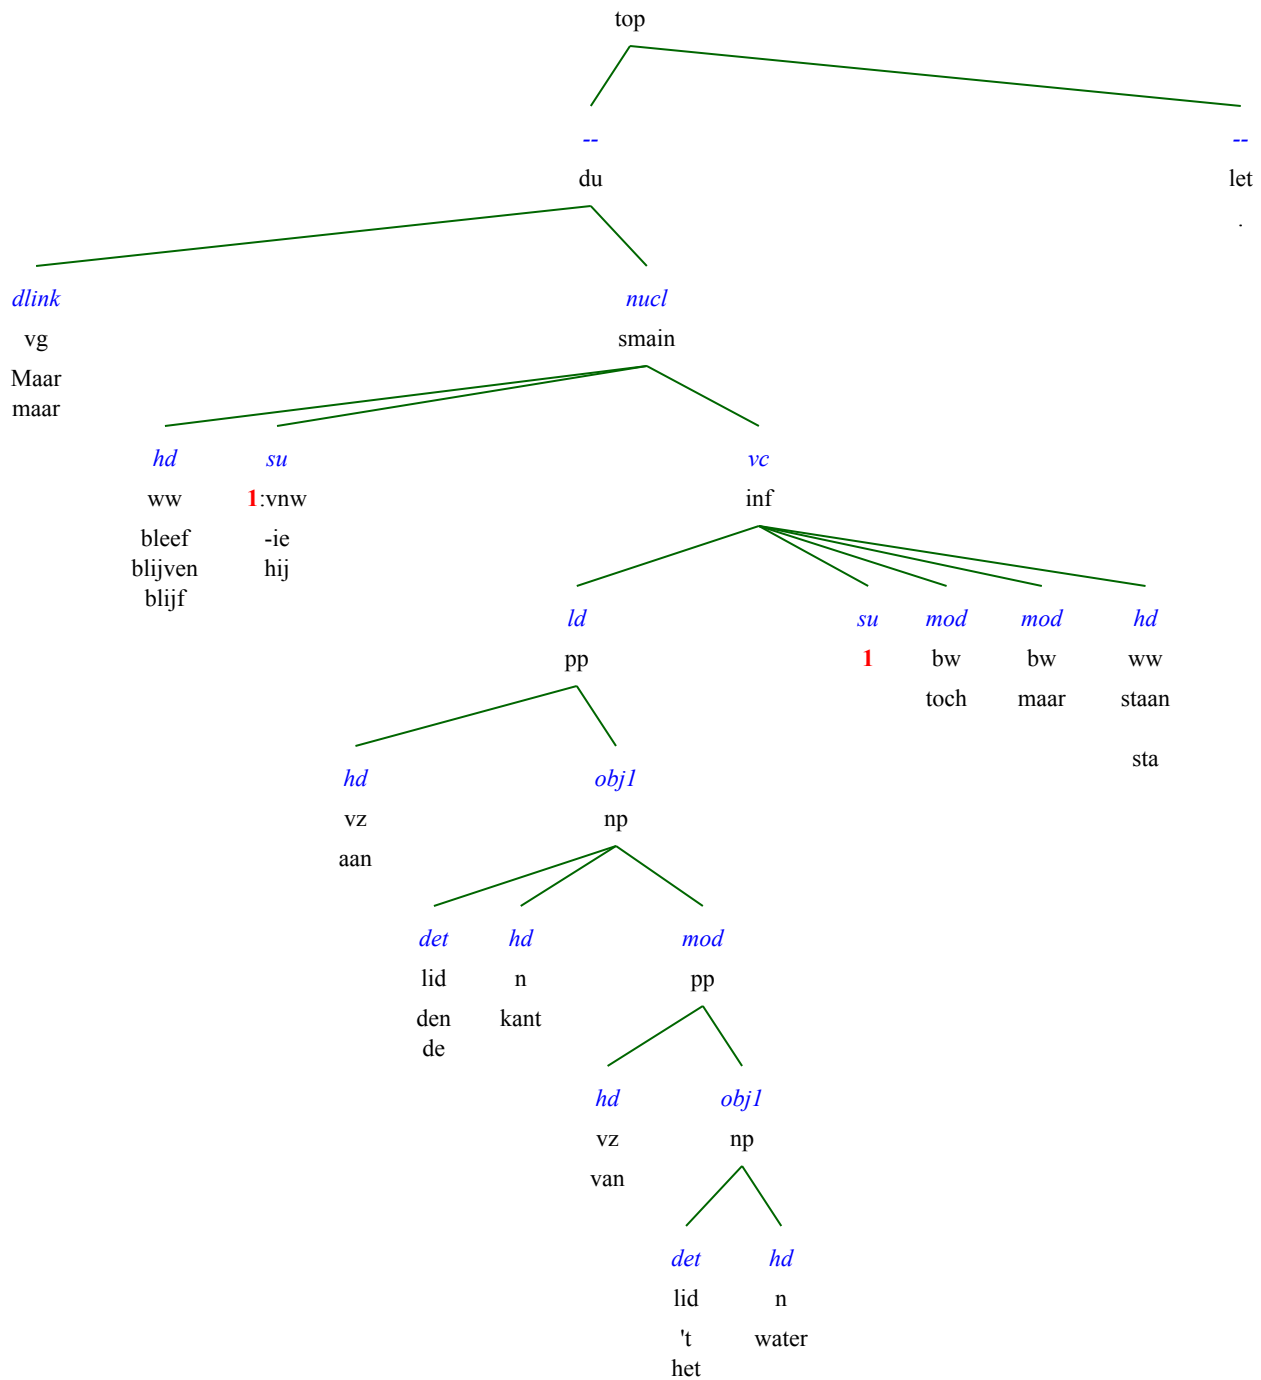 top
-- --
du let
.
dlink nucl
vg smain
Maar
maar
hd su vc
ww 1:vnw inf
bleef -ie
blijven hij
blijf
ld su mod mod hd
pp 1 bw bw ww
toch maar staan
sta
hd obj1
vz np
aan
det hd mod
lid n pp
den kant
de
hd obj1
vz np
van
det hd
lid n
't water
het